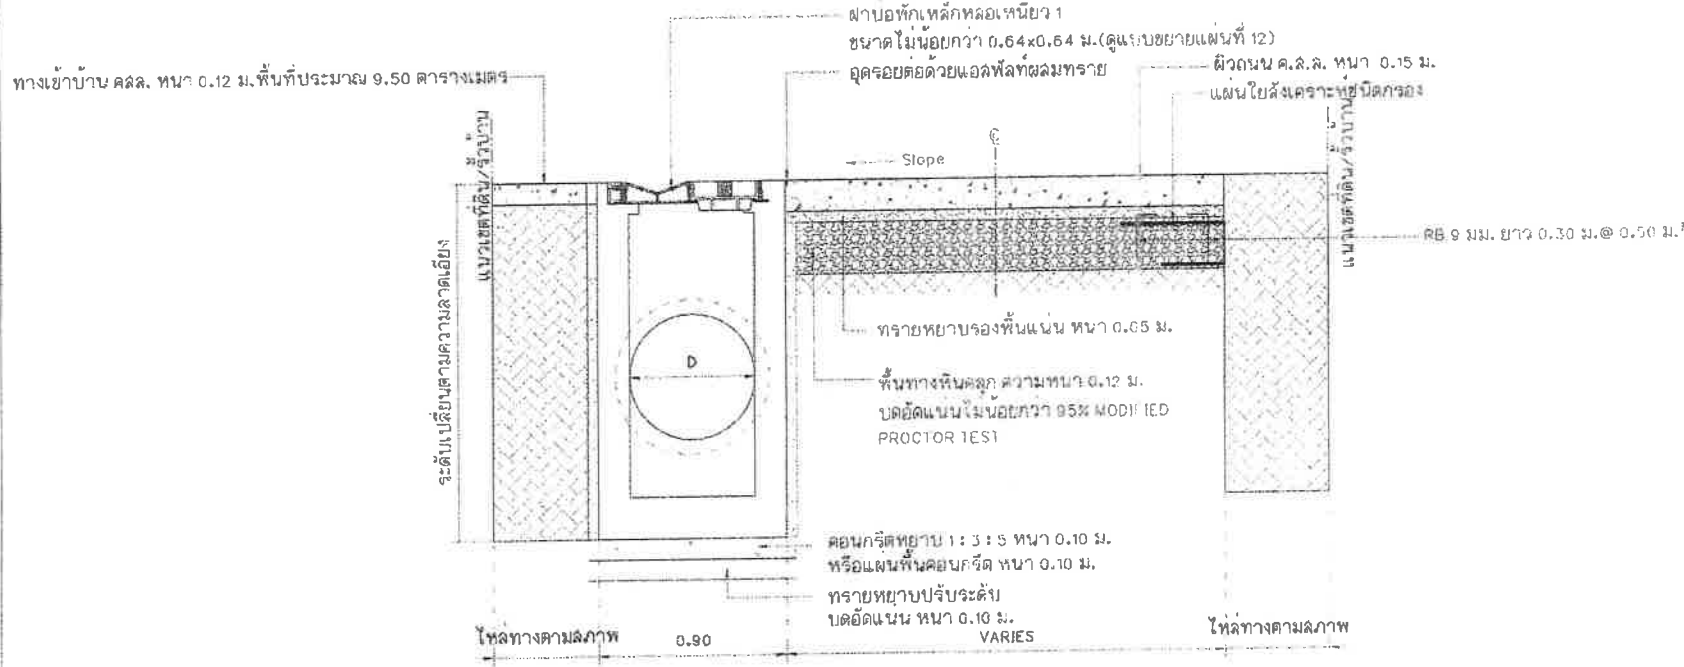 ฝาบ่อพักเหล็กหล่อเหนียว 1
ขนาดไม่น้อยกว่า 0.64x0.64 ม.(ดูแบบขยายแผ่นที่ 12)
อุดรอยต่อด้วยแอสฟัลท์ผสมทราย
ผิวถนน ค.ส.ล. หนา 0.15 ม.
แผ่นใยสังเคราะห์ชนิดกรอง
ทางเข้าบ้าน คสล. หนา 0.12 ม.พื้นที่ประมาณ 9.50 ตารางเมตร
แนวเขตที่ดิน/รั้วบ้าน
แนวเขตที่ดิน/รั้วบ้าน
Slope
ระดับเปลี่ยนตามความลาดเอียง
RB 9 มม. ยาว 0.30 ม.@ 0.50 ม.
ทรายหยาบรองพื้นแน่น หนา 0.05 ม.
D
พื้นทางหินคลุก ความหนา 0.12 ม.
บดอัดแน่นไม่น้อยกว่า 95% MODIFIED
PROCTOR TEST
คอนกรีตหยาบ 1 : 3 : 5 หนา 0.10 ม.
หรือแผ่นพื้นคอนกรีต หนา 0.10 ม.
ทรายหยาบปรับระดับ
บดอัดแน่น หนา 0.10 ม.
ไหล่ทางตามสภาพ
0.90
VARIES
ไหล่ทางตามสภาพ